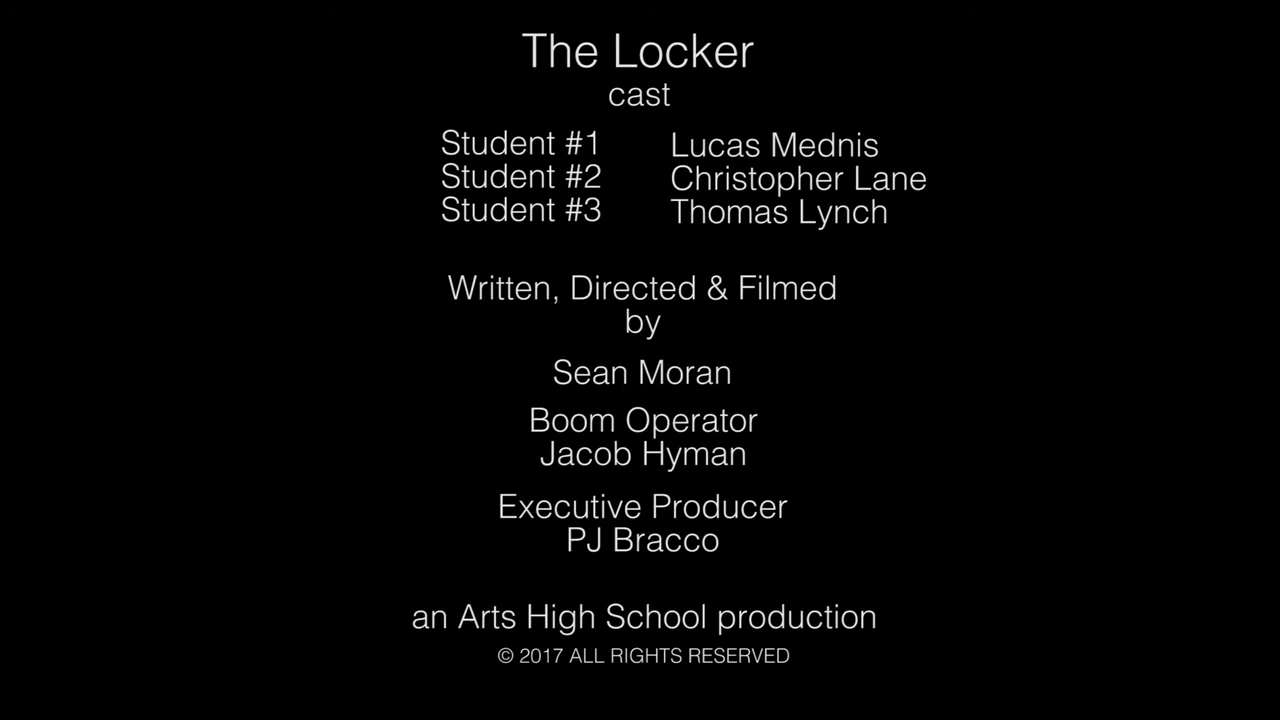 The Locker
cast
Student #1 Lucas Mednis
Student #2 Christopher Lane
Student #3 Thomas Lynch
Written, Directed & Filmed
by
Sean Moran
Boom Operator
Jacob Hyman
Executive Producer
PJ Bracco
an Arts High School production
© 2017 ALL RIGHTS RESERVED